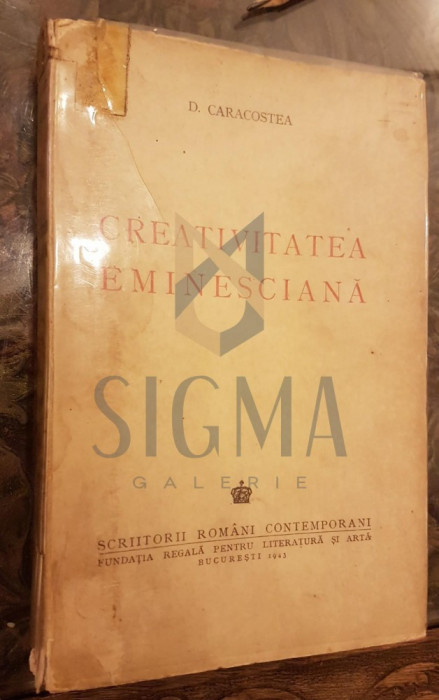 D. CARACOSTEA
CREATIVITATEA
EMINESCIANĂ
SIGMA
GALERIE
SCRIITORII ROMÂNI CONTEMPORANI
FUNDAȚIA REGALĂ PENTRU LITERATURĂ ȘI ARTĂ
BUCUREȘTI 1943